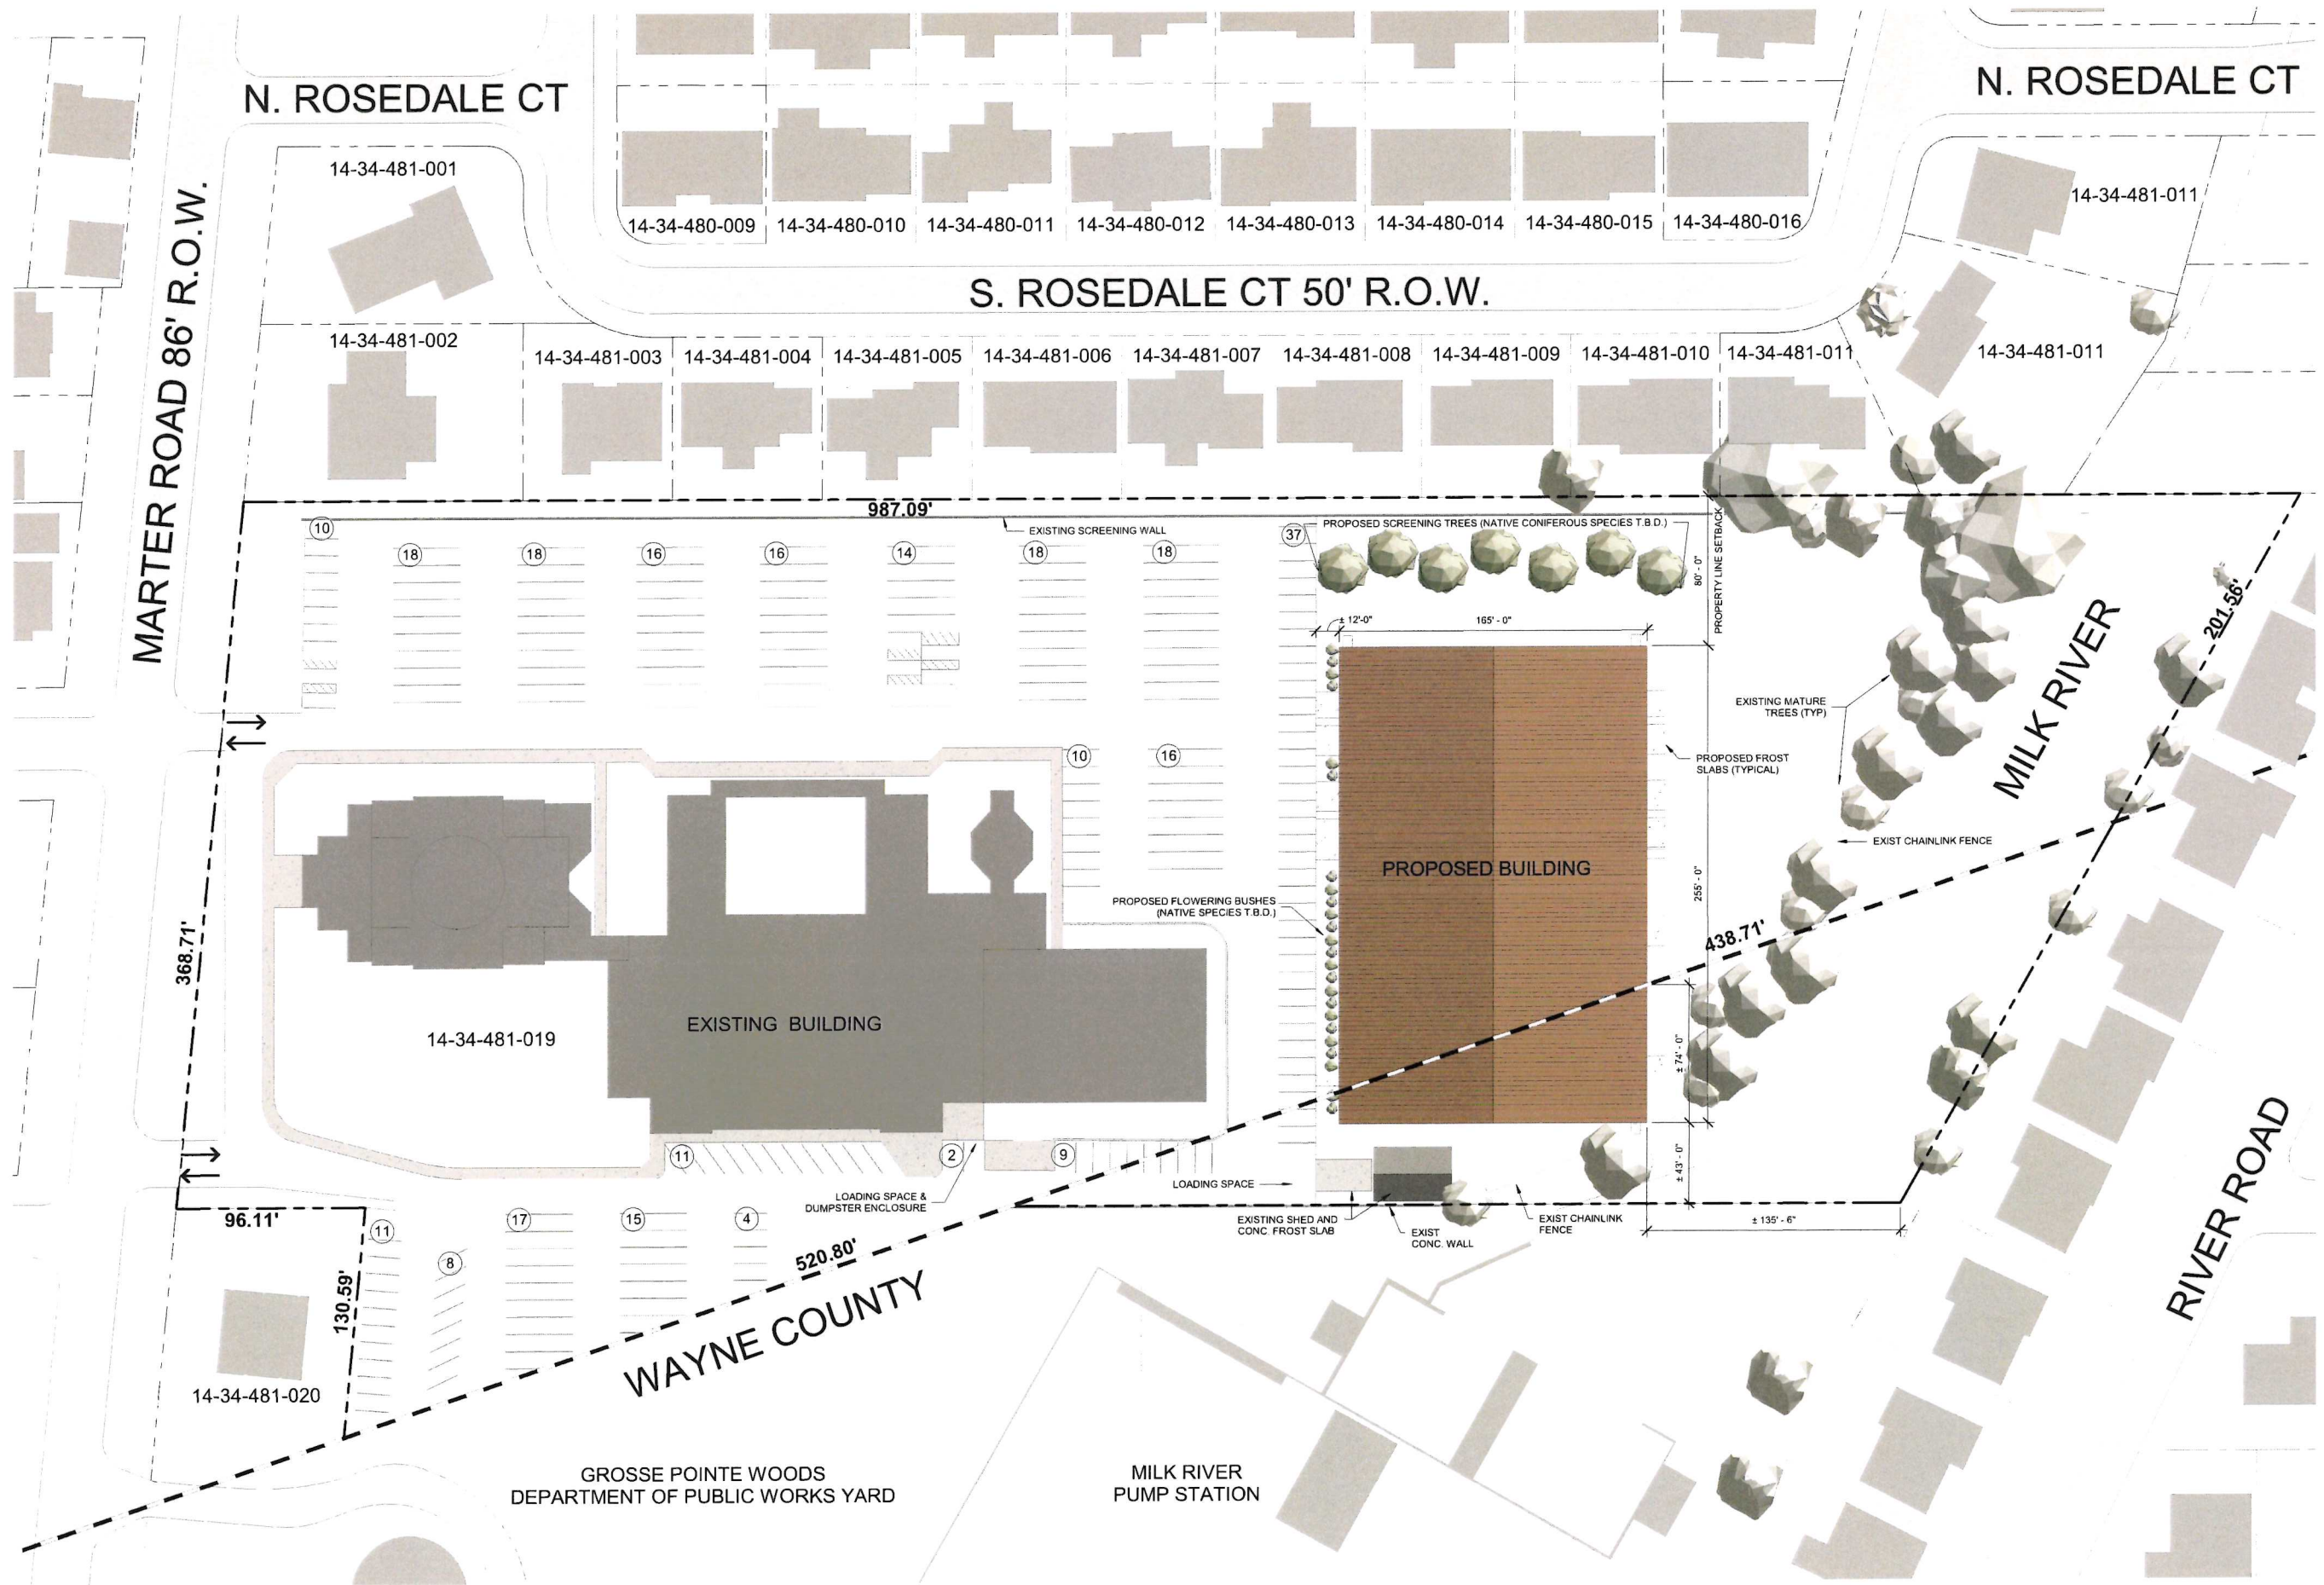 N. ROSEDALE CT
N. ROSEDALE CT
14-34-481-001
14-34-481-011
14-34-480-009
14-34-480-010
14-34-480-011
14-34-480-012
14-34-480-013
14-34-480-014
14-34-480-015
14-34-480-016
MARTER ROAD 86' R.O.W.
S. ROSEDALE CT 50' R.O.W.
14-34-481-002
14-34-481-003
14-34-481-004
14-34-481-005
14-34-481-006
14-34-481-007
14-34-481-008
14-34-481-009
14-34-481-010
14-34-481-011
14-34-481-011
987.09'
EXISTING SCREENING WALL
PROPOSED SCREENING TREES (NATIVE CONIFEROUS SPECIES T.B.D.)
10
18
18
16
16
14
18
18
37
80' - 0"
PROPERTY LINE SETBACK
± 12'-0"
165' - 0"
201.56'
MILK RIVER
EXISTING MATURE
TREES (TYP)
PROPOSED FROST
SLABS (TYPICAL)
10
16
EXIST CHAINLINK FENCE
PROPOSED BUILDING
255' - 0"
PROPOSED FLOWERING BUSHES
(NATIVE SPECIES T.B.D.)
438.71'
368.71'
EXISTING BUILDING
14-34-481-019
± 74' - 0"
11
2
9
LOADING SPACE
± 43' - 0"
LOADING SPACE &
DUMPSTER ENCLOSURE
96.11'
11
8
17
15
4
EXISTING SHED AND
CONC. FROST SLAB
EXIST
CONC. WALL
EXIST CHAINLINK
FENCE
± 135' - 6"
520.80'
130.59'
WAYNE COUNTY
RIVER ROAD
14-34-481-020
GROSSE POINTE WOODS
DEPARTMENT OF PUBLIC WORKS YARD
MILK RIVER
PUMP STATION